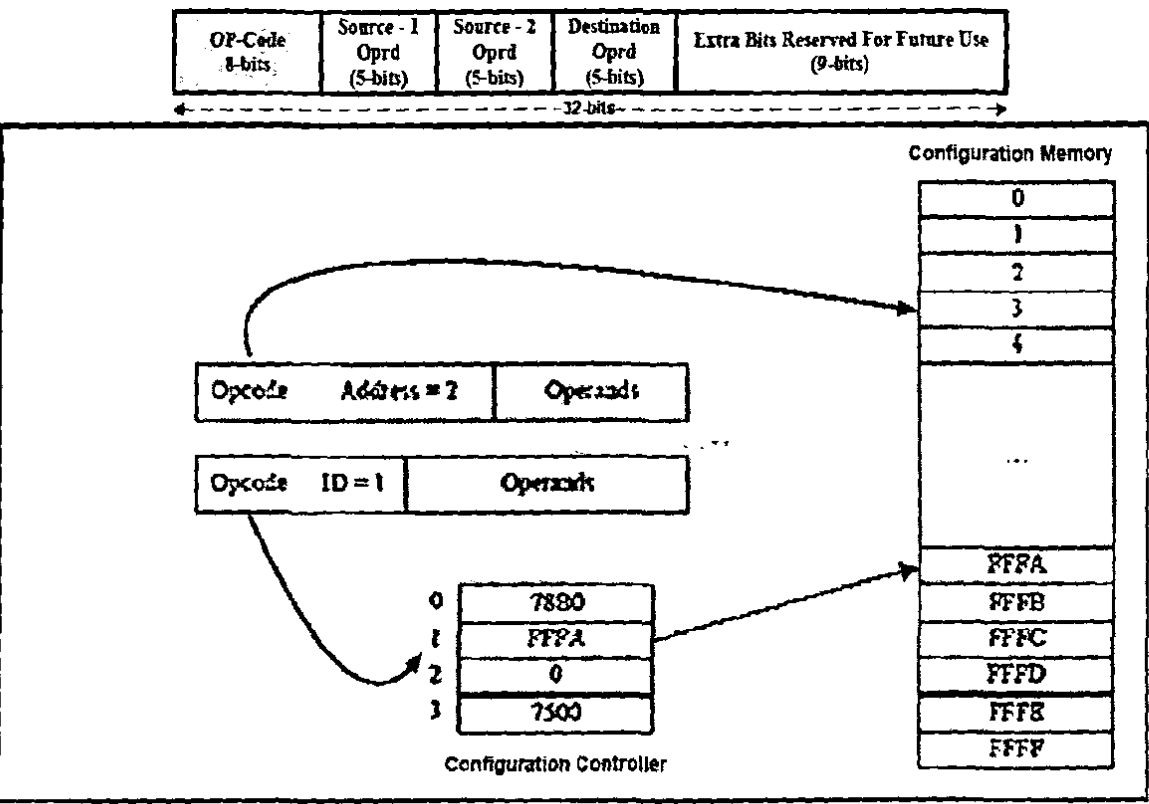 OP-Code
8-bits
Source - 1
Oprd
(5-bits)
Source - 2
Oprd
(5-bits)
Destination
Oprd
(5-bits)
Extra Bits Reserved For Future Use
(9-bits)
32-bits
Configuration Memory
0
1
2
3
4
Opcode Address = 2 Operands
Opcode ID = 1 Operands
...
FFFA
FFFB
FFFC
FFFD
FFFE
FFFF
0 7880
1 FFFA
2 0
3 7500
Configuration Controller